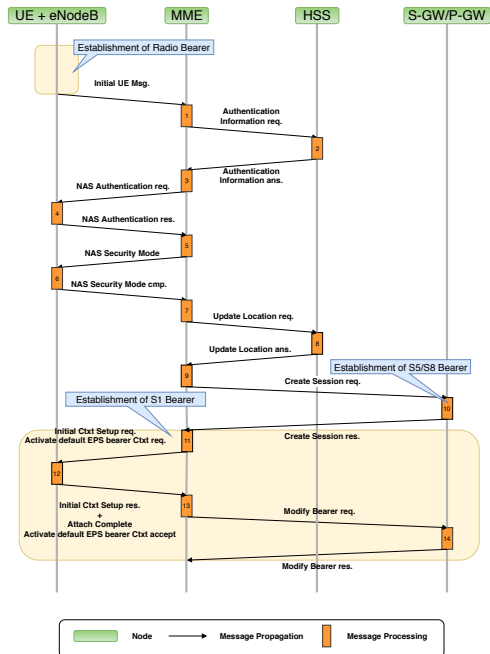 UE + eNodeB
MME
HSS
S-GW/P-GW
Establishment of Radio Bearer
Initial UE Msg.
1
Authentication
Information req.
2
Authentication
Information ans.
3
NAS Authentication req.
4
NAS Authentication res.
5
NAS Security Mode
6
NAS Security Mode cmp.
7
Update Location req.
8
Update Location ans.
9
Establishment of S5/S8 Bearer
Create Session req.
10
Establishment of S1 Bearer
Create Session res.
11
Initial Ctxt Setup req.
Activate default EPS bearer Ctxt req.
12
Initial Ctxt Setup res.
+
Attach Complete
Activate default EPS bearer Ctxt accept
13
Modify Bearer req.
14
Modify Bearer res.
Node
Message Propagation
Message Processing